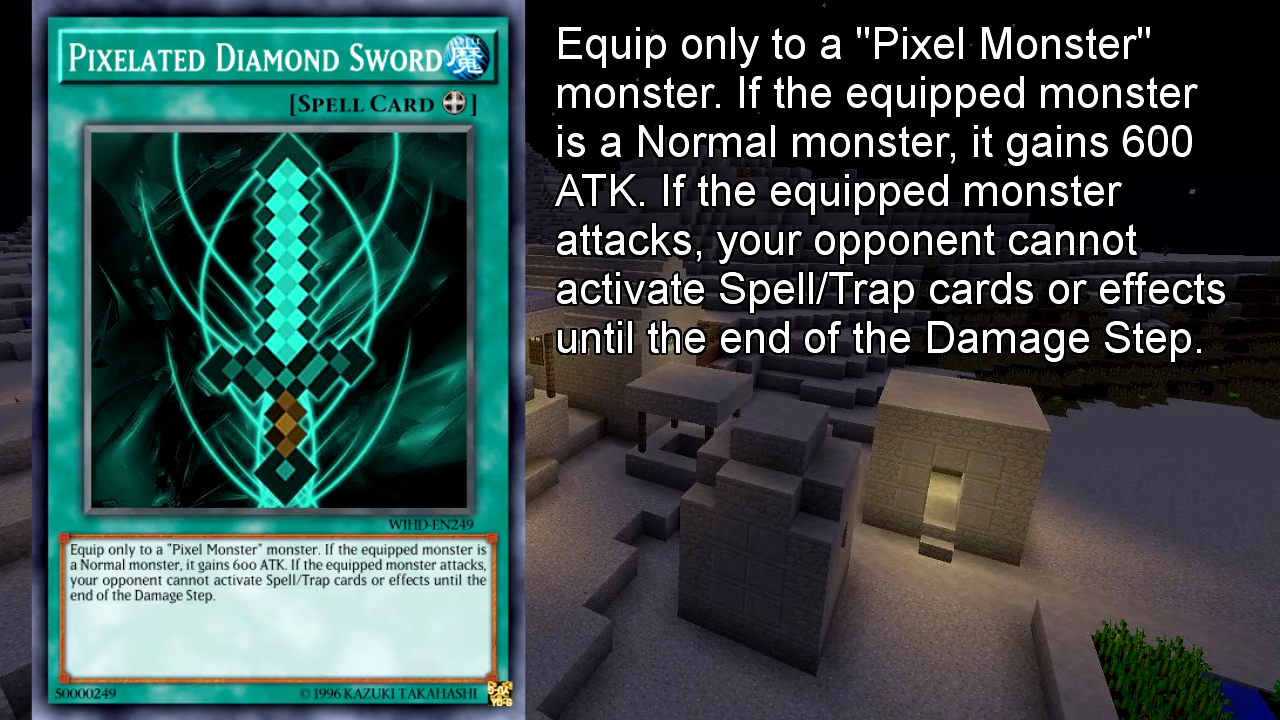 PIXELATED DIAMOND SWORD
魔
[SPELL CARD ]
WIHD-EN249
Equip only to a "Pixel Monster" monster. If the equipped monster is
a Normal monster, it gains 600 ATK. If the equipped monster attacks,
your opponent cannot activate Spell/Trap cards or effects until the
end of the Damage Step.
50000249
© 1996 KAZUKI TAKAHASHI
Equip only to a "Pixel Monster"
monster. If the equipped monster
is a Normal monster, it gains 600
ATK. If the equipped monster
attacks, your opponent cannot
activate Spell/Trap cards or effects
until the end of the Damage Step.